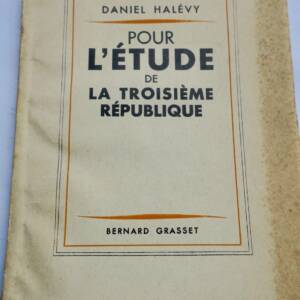 DANIEL HALÉVY
POUR
L'ÉTUDE
DE
LA TROISIÈME
RÉPUBLIQUE
BERNARD GRASSET